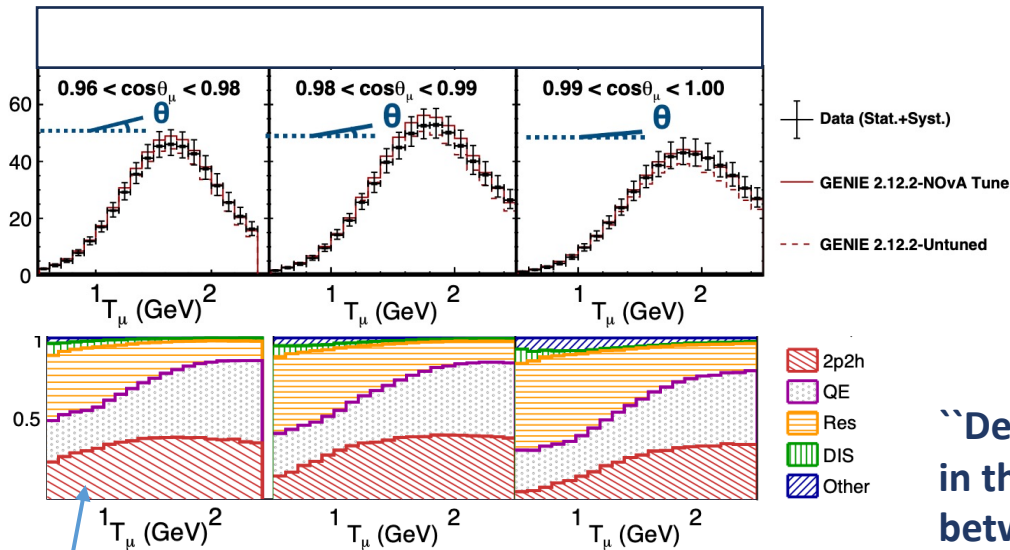 0.96 < cosθμ < 0.98
0.98 < cosθμ < 0.99
0.99 < cosθμ < 1.00
θ
θ
θ
60
40
20
0
1
2
1
2
1
2
Tμ (GeV)
Tμ (GeV)
Tμ (GeV)
Data (Stat.+Syst.)
GENIE 2.12.2-NOvA Tune
GENIE 2.12.2-Untuned
1
0.5
1
2
1
2
1
2
Tμ (GeV)
Tμ (GeV)
Tμ (GeV)
2p2h
QE
Res
DIS
Other
``De
in th
betw